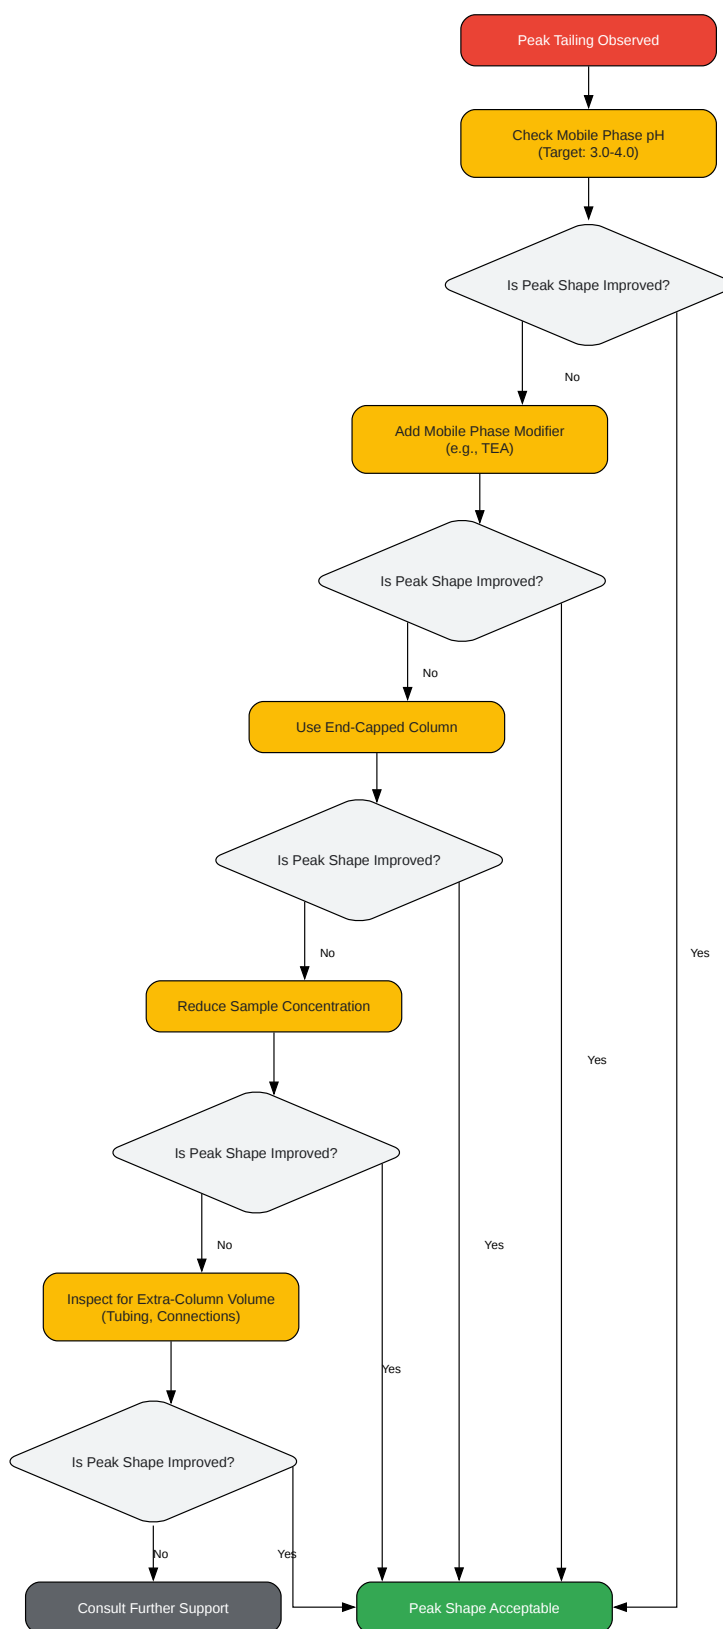 Peak Tailing Observed
Check Mobile Phase pH
(Target: 3.0-4.0)
Is Peak Shape Improved?
No
Add Mobile Phase Modifier
(e.g., TEA)
Is Peak Shape Improved?
No
Use End-Capped Column
Is Peak Shape Improved?
No
Yes
Reduce Sample Concentration
Yes
Is Peak Shape Improved?
No
Yes
Inspect for Extra-Column Volume
(Tubing, Connections)
Yes
Is Peak Shape Improved?
No
Yes
Consult Further Support
Peak Shape Acceptable